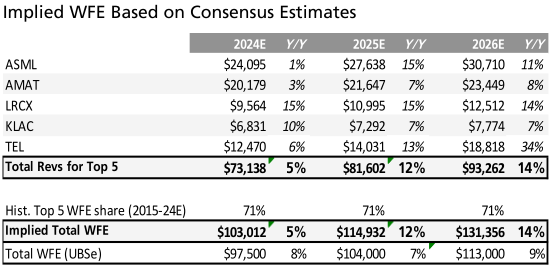 Implied WFE Based on Consensus Estimates
2024E Y/Y 2025E Y/Y 2026E Y/Y
ASML $24,095 1% $27,638 15% $30,710 11%
AMAT $20,179 3% $21,647 7% $23,449 8%
LRCX $9,564 15% $10,995 15% $12,512 14%
KLAC $6,831 10% $7,292 7% $7,774 7%
TEL $12,470 6% $14,031 13% $18,818 34%
Total Revs for Top 5 $73,138 5% $81,602 12% $93,262 14%
Hist. Top 5 WFE share (2015-24E) 71% 71% 71%
Implied Total WFE $103,012 5% $114,932 12% $131,356 14%
Total WFE (UBSe) $97,500 8% $104,000 7% $113,000 9%